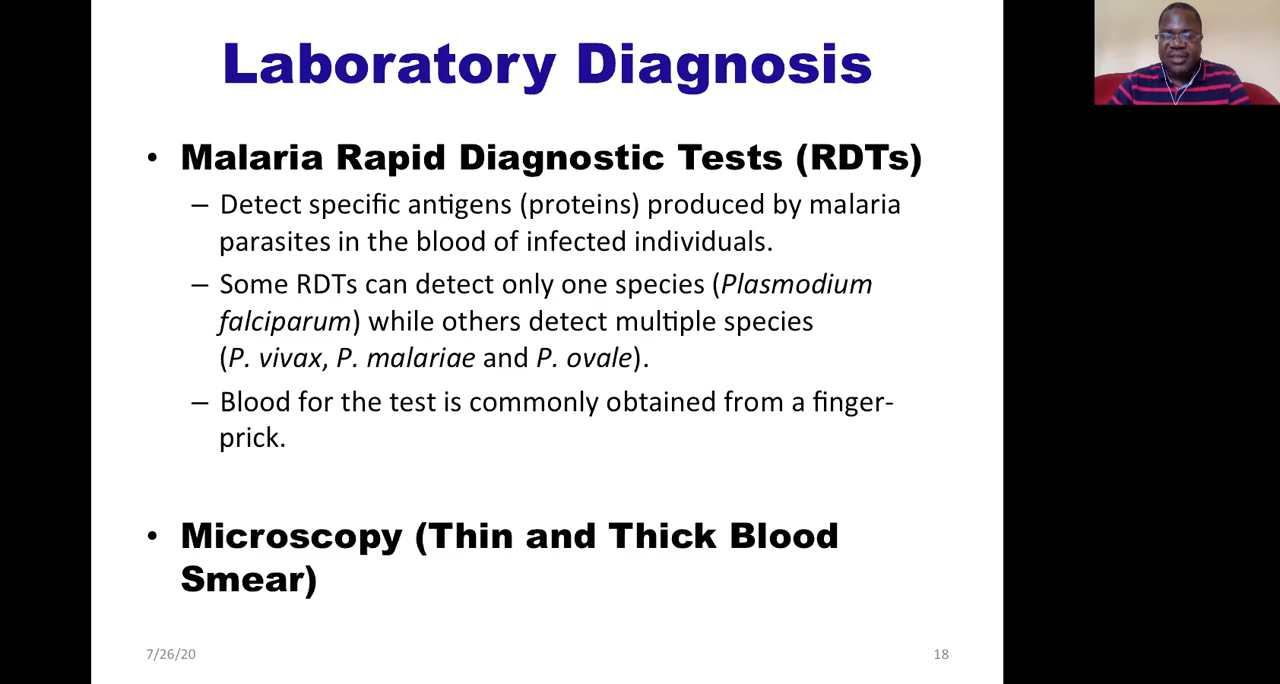 Laboratory Diagnosis
• Malaria Rapid Diagnostic Tests (RDTs)
– Detect specific antigens (proteins) produced by malaria
parasites in the blood of infected individuals.
– Some RDTs can detect only one species (Plasmodium
falciparum) while others detect multiple species
(P. vivax, P. malariae and P. ovale).
– Blood for the test is commonly obtained from a finger-
prick.
• Microscopy (Thin and Thick Blood
Smear)
7/26/20
18